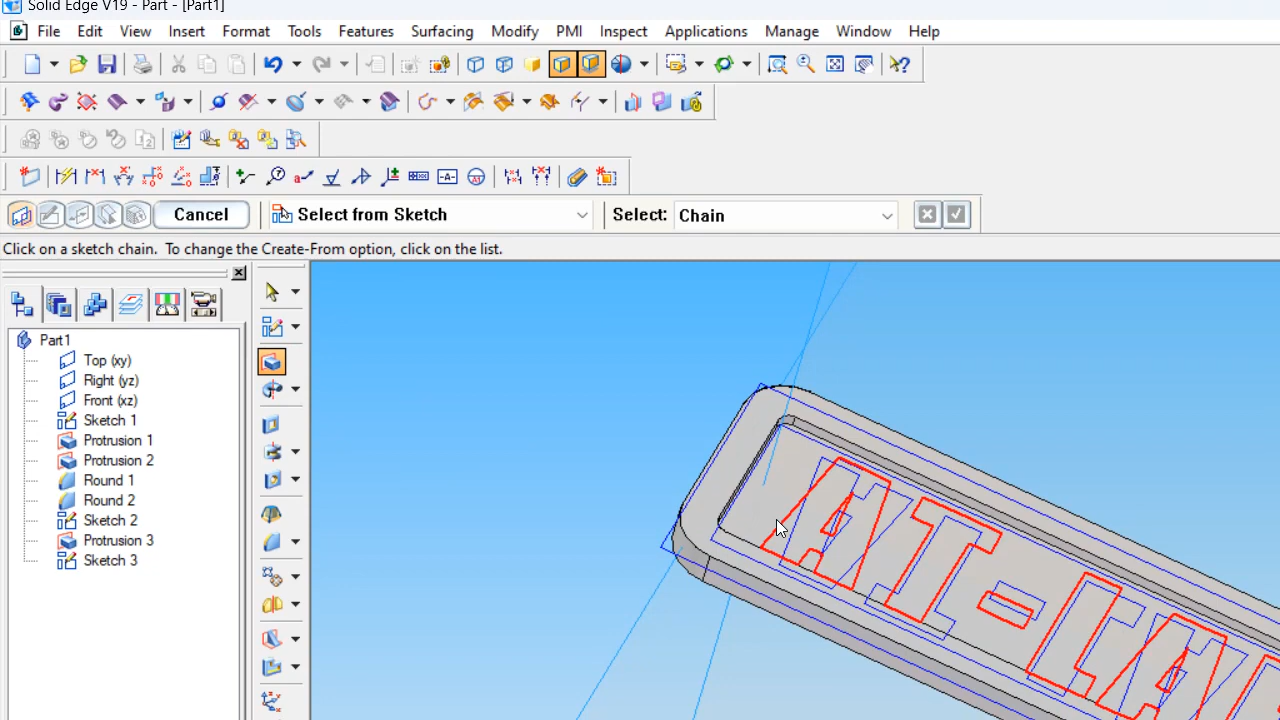 Solid Edge V19 - Part - [Part1]
File Edit View Insert Format Tools Features Surfacing Modify PMI Inspect Applications Manage Window Help
Cancel Select from Sketch Select: Chain
Click on a sketch chain. To change the Create-From option, click on the list.
Part1
Top (xy)
Right (yz)
Front (xz)
Sketch 1
Protrusion 1
Protrusion 2
Round 1
Round 2
Sketch 2
Protrusion 3
Sketch 3